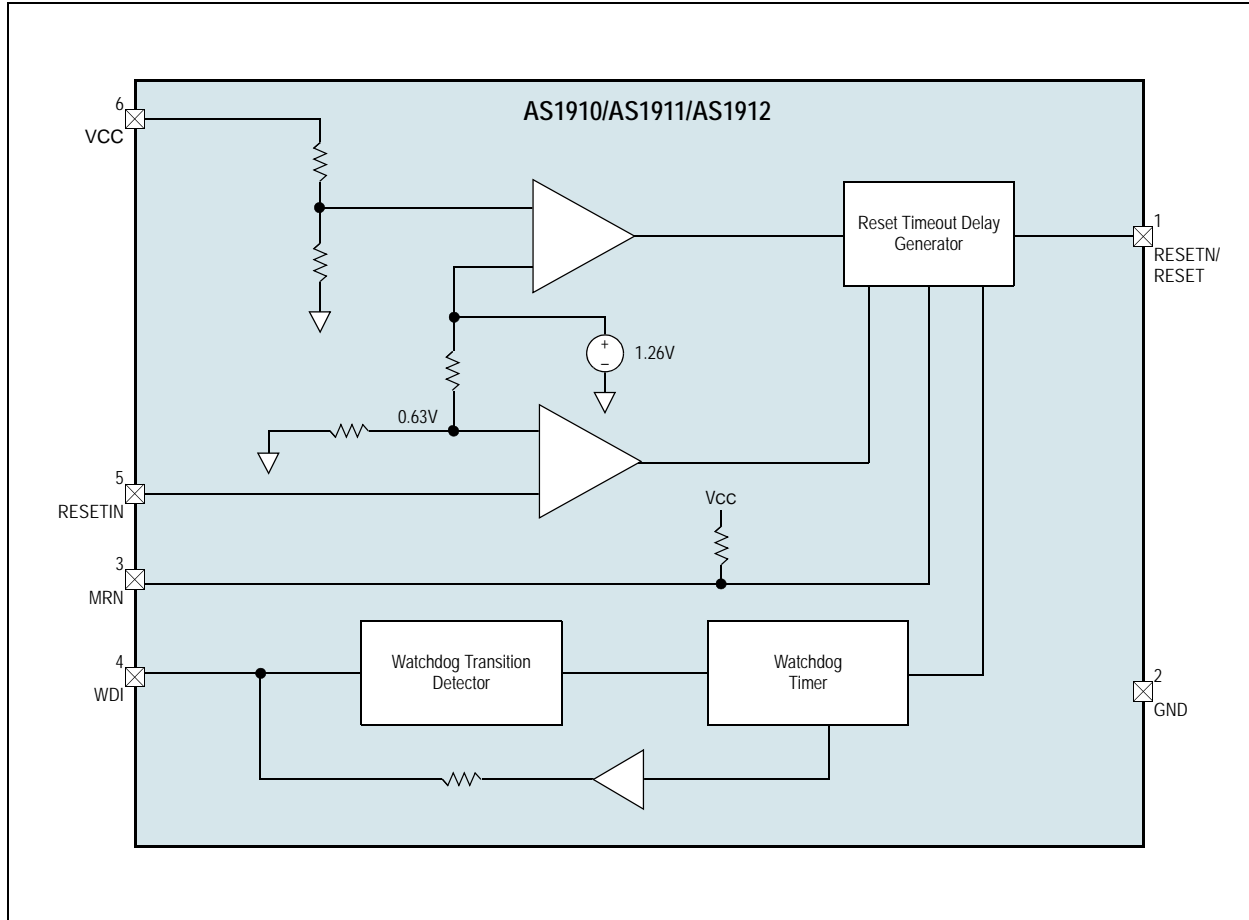 AS1910/AS1911/AS1912
6
VCC
Reset Timeout Delay
Generator
1
RESETN/
RESET
+
–
1.26V
0.63V
5
RESETIN
VCC
3
MRN
4
WDI
Watchdog Transition
Detector
Watchdog
Timer
2
GND